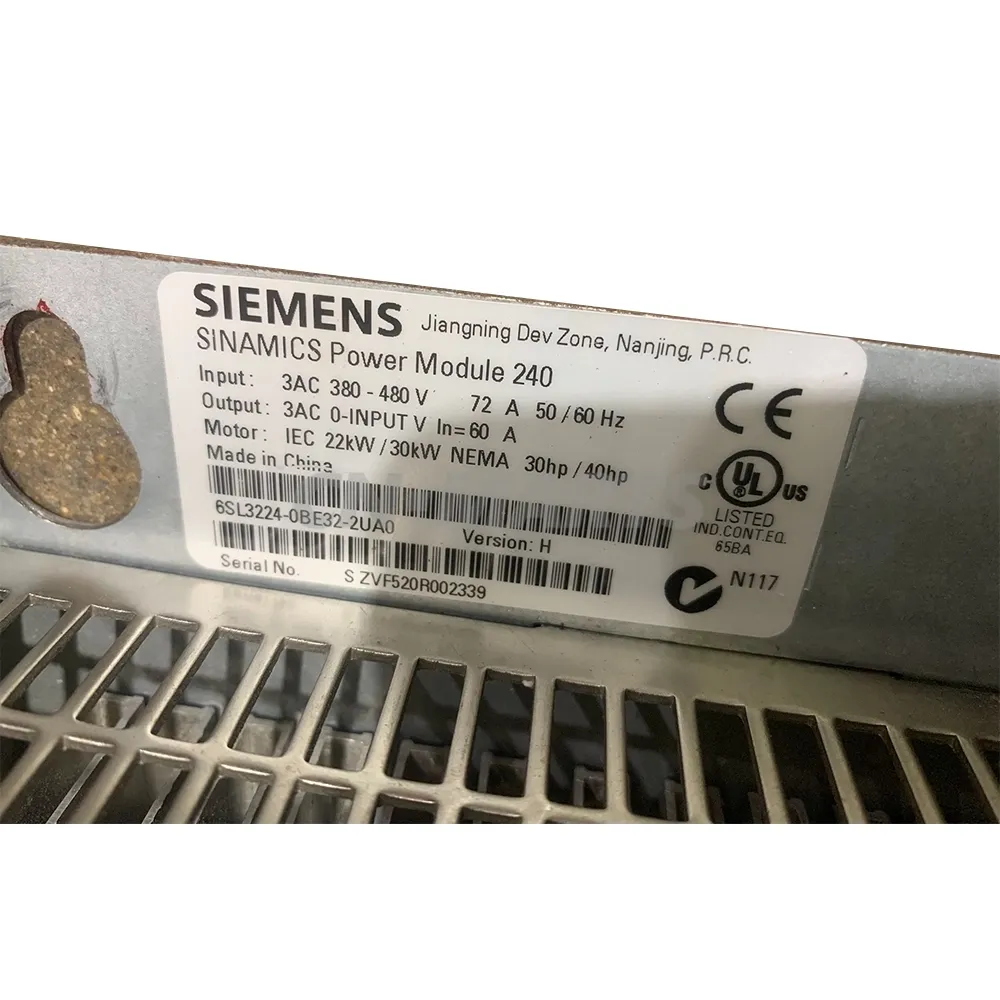 SIEMENS Jiangning Dev Zone, Nanjing, P.R.C.
SINAMICS Power Module 240
Input: 3AC 380 - 480 V 72 A 50 / 60 Hz
Output: 3AC 0-INPUT V In= 60 A
Motor: IEC 22kW / 30kW NEMA 30hp / 40hp
Made in China
6SL3224-0BE32-2UA0 Version: H
Serial No. S ZVF520R002339
CE
C UL US
®
LISTED
IND.CONT.EQ.
65BA
N117